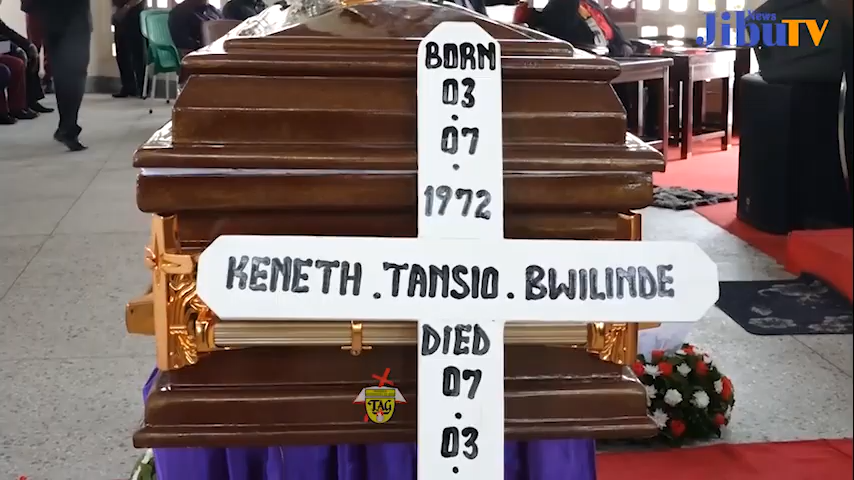 News
JibuTV
BORN
03
.
07
.
1972
KENETH . TANSIO . BWILINDE
DIED
07
.
03
.
TAG